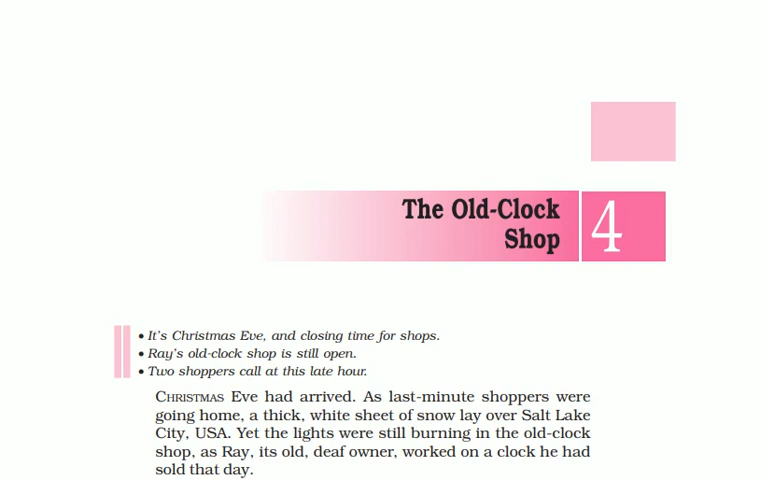 The Old-Clock
Shop
4
• It's Christmas Eve, and closing time for shops.
• Ray's old-clock shop is still open.
• Two shoppers call at this late hour.
CHRISTMAS Eve had arrived. As last-minute shoppers were
going home, a thick, white sheet of snow lay over Salt Lake
City, USA. Yet the lights were still burning in the old-clock
shop, as Ray, its old, deaf owner, worked on a clock he had
sold that day.